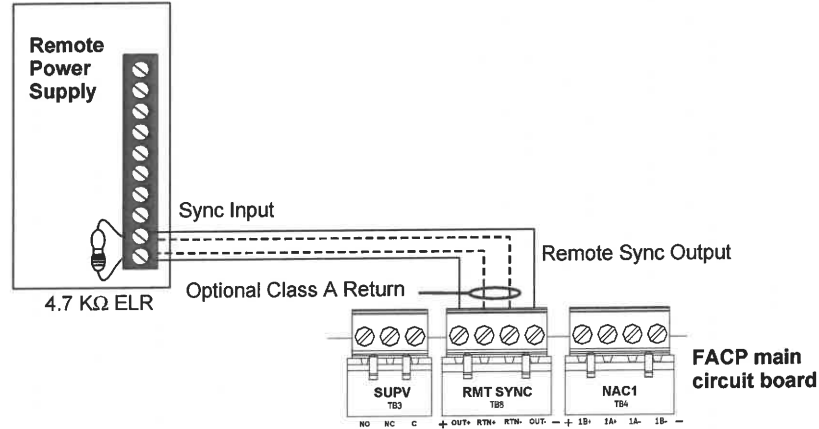 Remote
Power
Supply
Sync Input
Remote Sync Output
4.7 KΩ ELR
Optional Class A Return
FACP main
circuit board
SUPV
TB3
RMT SYNC
TB5
NAC1
TB4
NO NC C
+ OUT+ RTN+ RTN- OUT- −
+ 1B+ 1A+ 1A- 1B- −